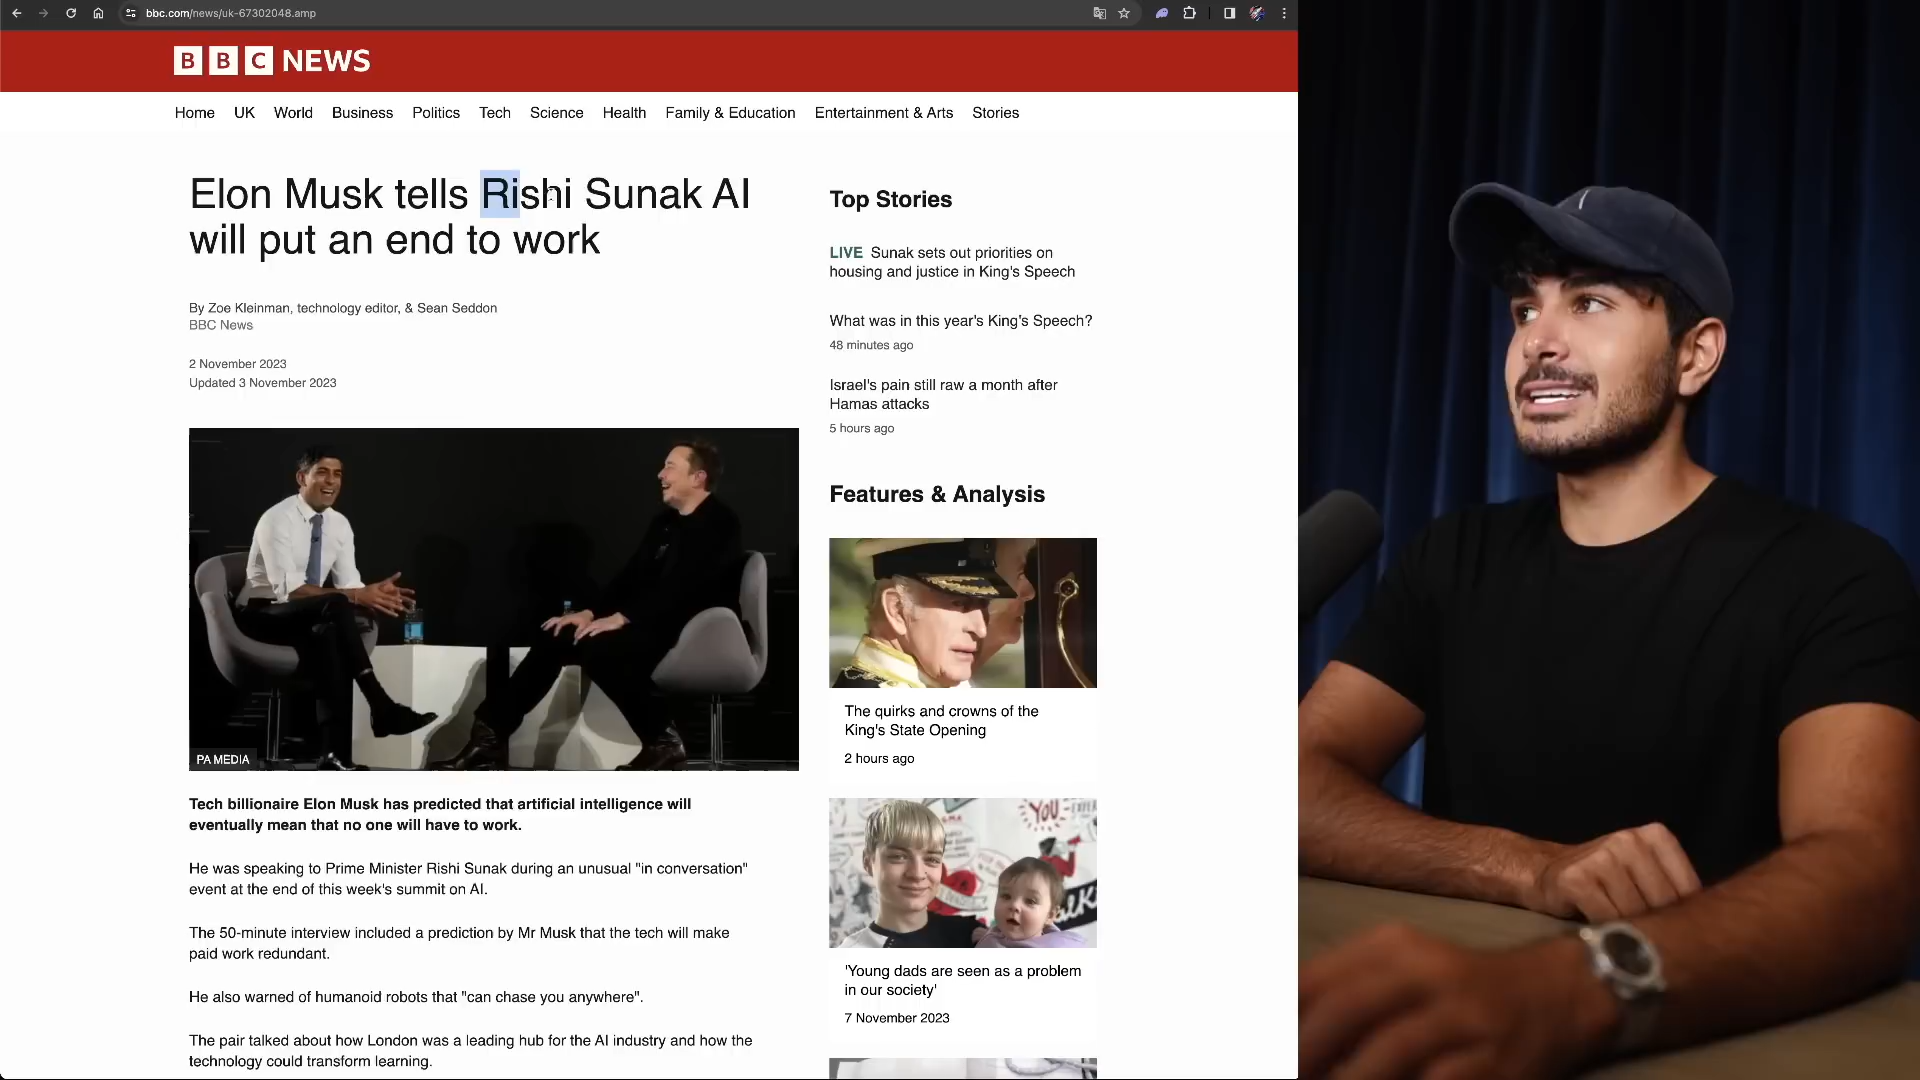 bbc.com/news/uk-67302048.amp
BBC NEWS
Home UK World Business Politics Tech Science Health Family & Education Entertainment & Arts Stories
Elon Musk tells Rishi Sunak AI
will put an end to work
By Zoe Kleinman, technology editor, & Sean Seddon
BBC News
2 November 2023
Updated 3 November 2023
PA MEDIA
Tech billionaire Elon Musk has predicted that artificial intelligence will
eventually mean that no one will have to work.
He was speaking to Prime Minister Rishi Sunak during an unusual "in conversation"
event at the end of this week's summit on AI.
The 50-minute interview included a prediction by Mr Musk that the tech will make
paid work redundant.
He also warned of humanoid robots that "can chase you anywhere".
The pair talked about how London was a leading hub for the AI industry and how the
technology could transform learning.
Top Stories
LIVE Sunak sets out priorities on
housing and justice in King's Speech
What was in this year's King's Speech?
48 minutes ago
Israel's pain still raw a month after
Hamas attacks
5 hours ago
Features & Analysis
The quirks and crowns of the
King's State Opening
2 hours ago
YOU
'Young dads are seen as a problem
in our society'
7 November 2023